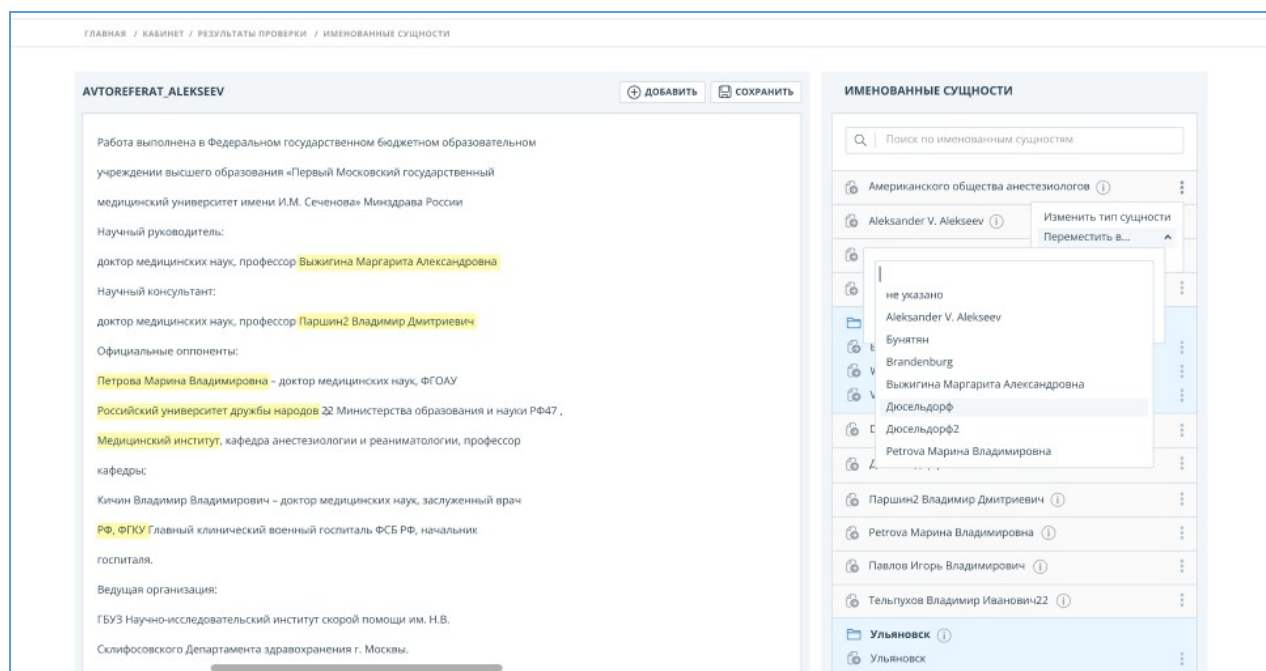 ГЛАВНАЯ / КАБИНЕТ / РЕЗУЛЬТАТЫ ПРОВЕРКИ / ИМЕНОВАННЫЕ СУЩНОСТИ
AVTOREFERAT_ALEKSEEV
ДОБАВИТЬ
СОХРАНИТЬ
Работа выполнена в Федеральном государственном бюджетном образовательном
учреждении высшего образования «Первый Московский государственный
медицинский университет имени И.М. Сеченова» Минздрава России
Научный руководитель:
доктор медицинских наук, профессор Выжигина Маргарита Александровна
Научный консультант:
доктор медицинских наук, профессор Паршин2 Владимир Дмитриевич
Официальные оппоненты:
Петрова Марина Владимировна – доктор медицинских наук, ФГОАУ
Российский университет дружбы народов 22 Министерства образования и науки РФ47 ,
Медицинский институт, кафедра анестезиологии и реаниматологии, профессор
кафедры;
Кичин Владимир Владимирович – доктор медицинских наук, заслуженный врач
РФ, ФГКУ Главный клинический военный госпиталь ФСБ РФ, начальник
госпиталя.
Ведущая организация:
ГБУЗ Научно-исследовательский институт скорой помощи им. Н.В.
Склифосовского Департамента здравохранения г. Москвы.
ИМЕНОВАННЫЕ СУЩНОСТИ
Поиск по именованным сущностям
Американского общества анестезиологов
Aleksander V. Alekseev
Изменить тип сущности
Переместить в...
не указано
Aleksander V. Alekseev
Бунятян
Brandenburg
Выжигина Маргарита Александровна
Дюсельдорф
Дюсельдорф2
Petrova Марина Владимировна
Паршин2 Владимир Дмитриевич
Petrova Марина Владимировна
Павлов Игорь Владимирович
Тельпухов Владимир Иванович22
Ульяновск
Ульяновск